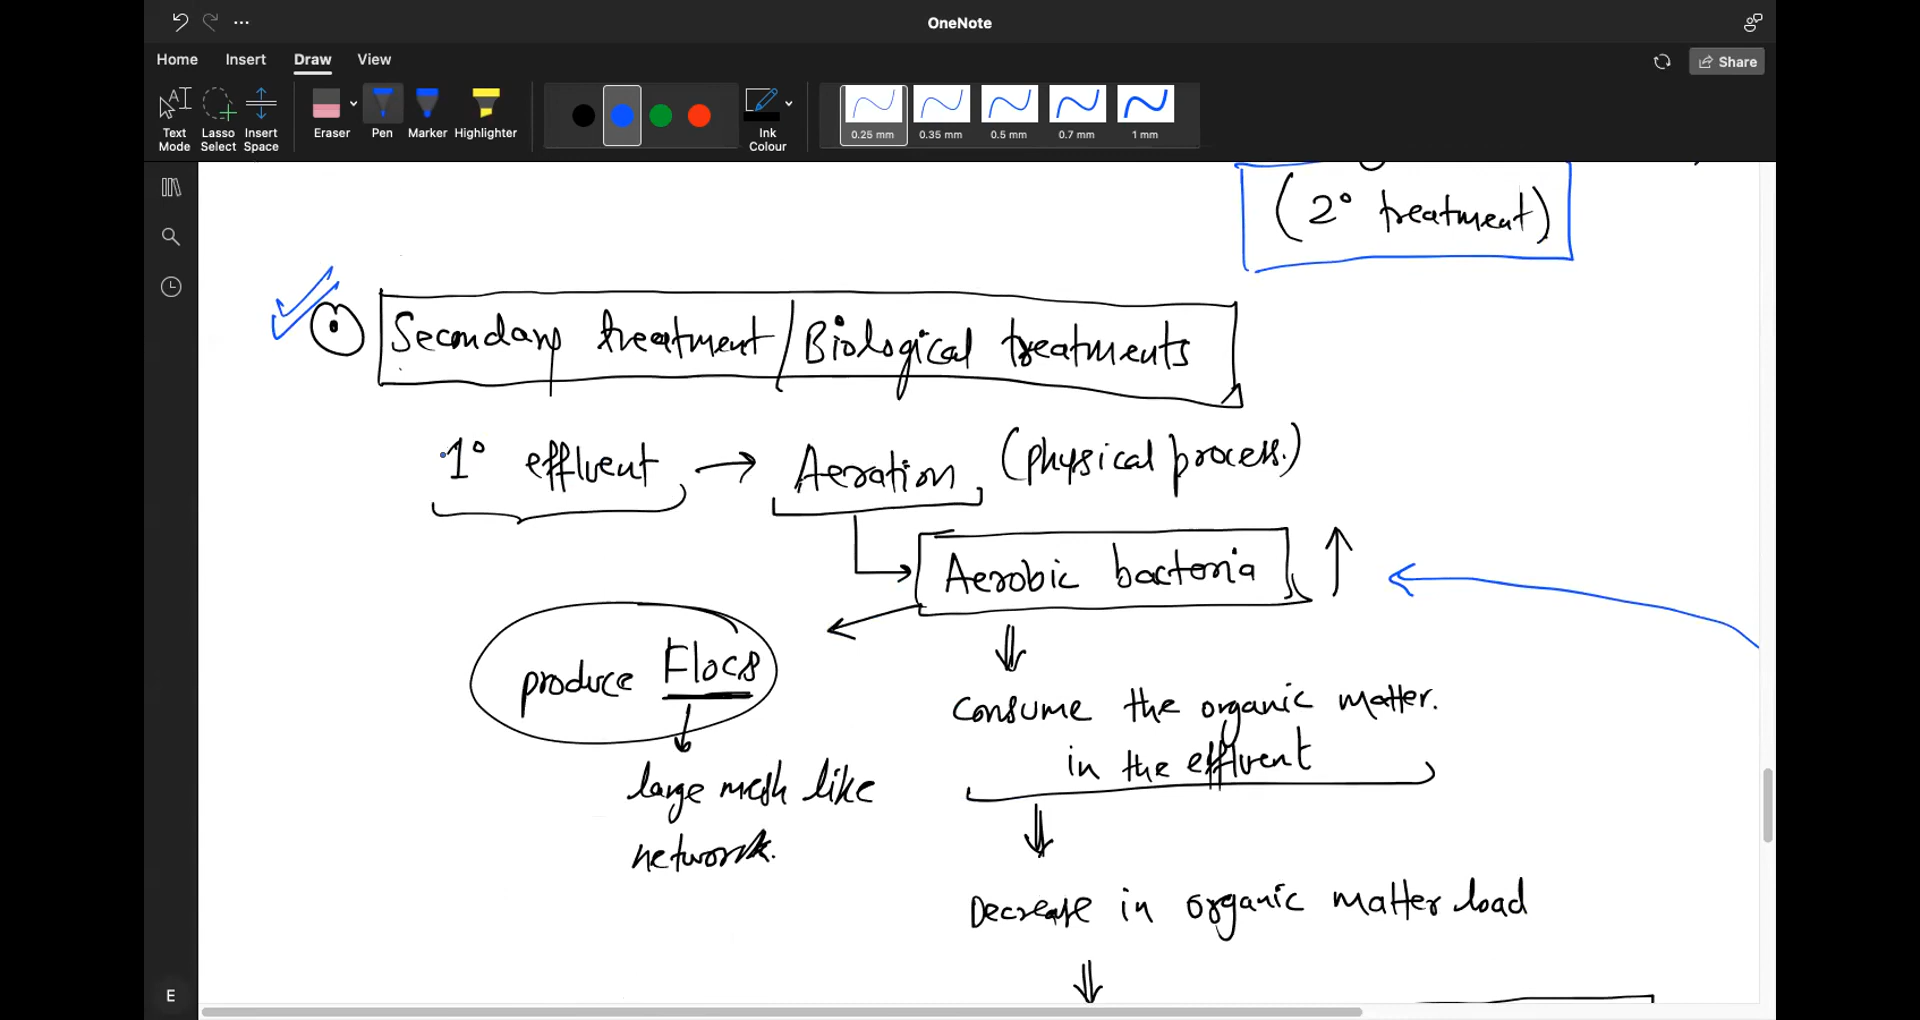 OneNote
Home Insert Draw View
Share
Text Mode
Lasso Select
Insert Space
Eraser
Pen
Marker
Highlighter
Ink Colour
0.25 mm
0.35 mm
0.5 mm
0.7 mm
1 mm
(2° treatment)
Secondary treatment/Biological treatments
1° effluent → Aeration (physical process.)
Aerobic bacteria ↑
produce Flocs
Consume the organic matter.
in the effluent
large mesh like
network.
Decrease in organic matter load
E